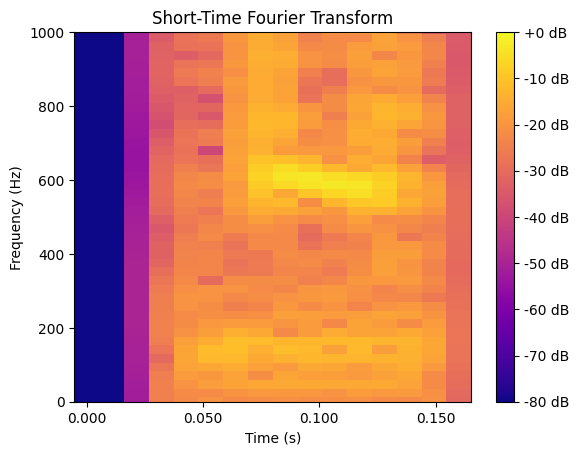 Short-Time Fourier Transform
1000
800
600
400
200
0
Frequency (Hz)
0.000
0.050
0.100
0.150
Time (s)
+0 dB
-10 dB
-20 dB
-30 dB
-40 dB
-50 dB
-60 dB
-70 dB
-80 dB